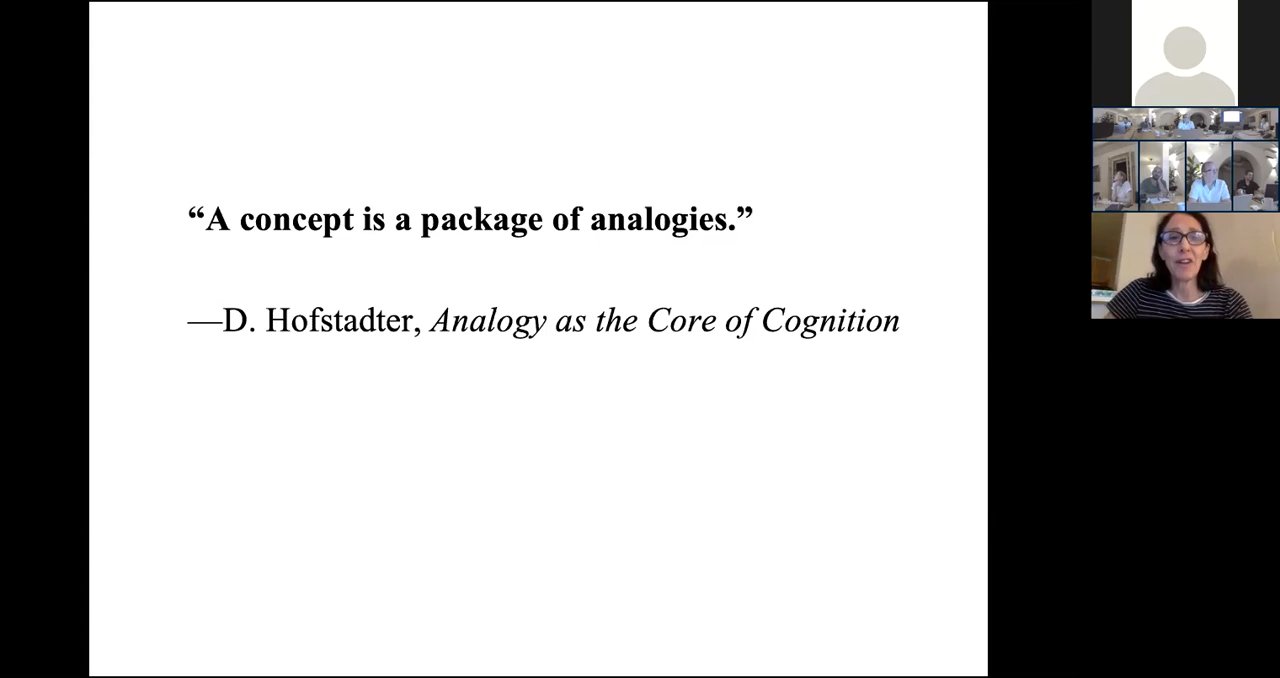 “A concept is a package of analogies.”
—D. Hofstadter, Analogy as the Core of Cognition